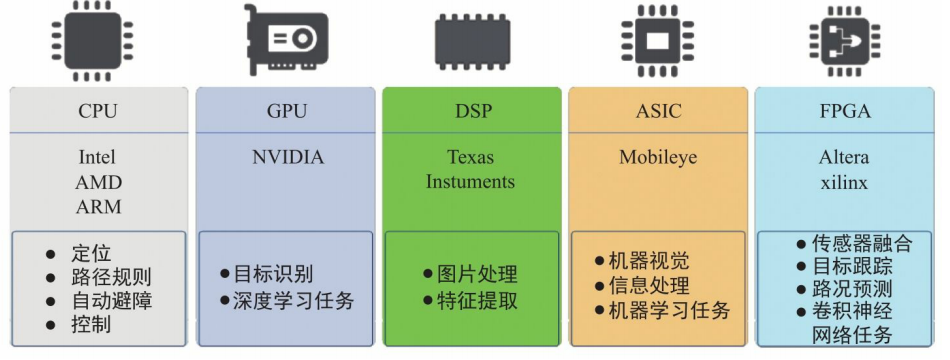 CPU
Intel
AMD
ARM
● 定位
● 路径规则
● 自动避障
● 控制
GPU
NVIDIA
●目标识别
●深度学习任务
DSP
Texas
Instuments
●图片处理
●特征提取
ASIC
Mobileye
●机器视觉
●信息处理
●机器学习任务
FPGA
Altera
xilinx
●传感器融合
●目标跟踪
●路况预测
●卷积神经
网络任务